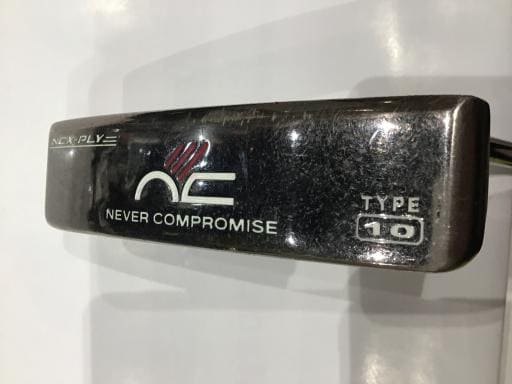 NCX-PLY
NC
NEVER COMPROMISE
TYPE
10